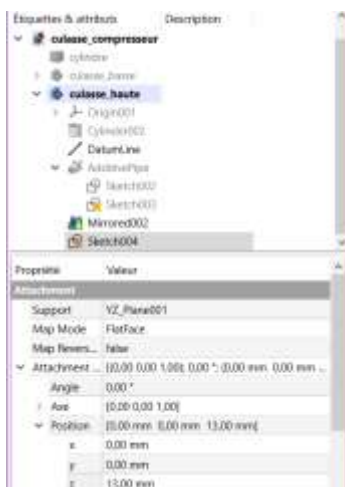 Étiquettes & attributs Description
culasse_compresseur
cylindre
culasse_basse
culasse_haute
Origin001
Cylindre002
DatumLine
AdditivePipe
Sketch002
Sketch003
Mirrored002
Sketch004
Propriété Valeur
Attachment
Support YZ_Plane001
Map Mode FlatFace
Map Revers... false
Attachment ... [(0,00 0,00 1,00); 0,00 °; (0,00 mm 0,00 mm ...
Angle 0,00 °
Axe [0,00 0,00 1,00]
Position [0,00 mm 0,00 mm 13,00 mm]
x 0,00 mm
y 0,00 mm
z 13,00 mm